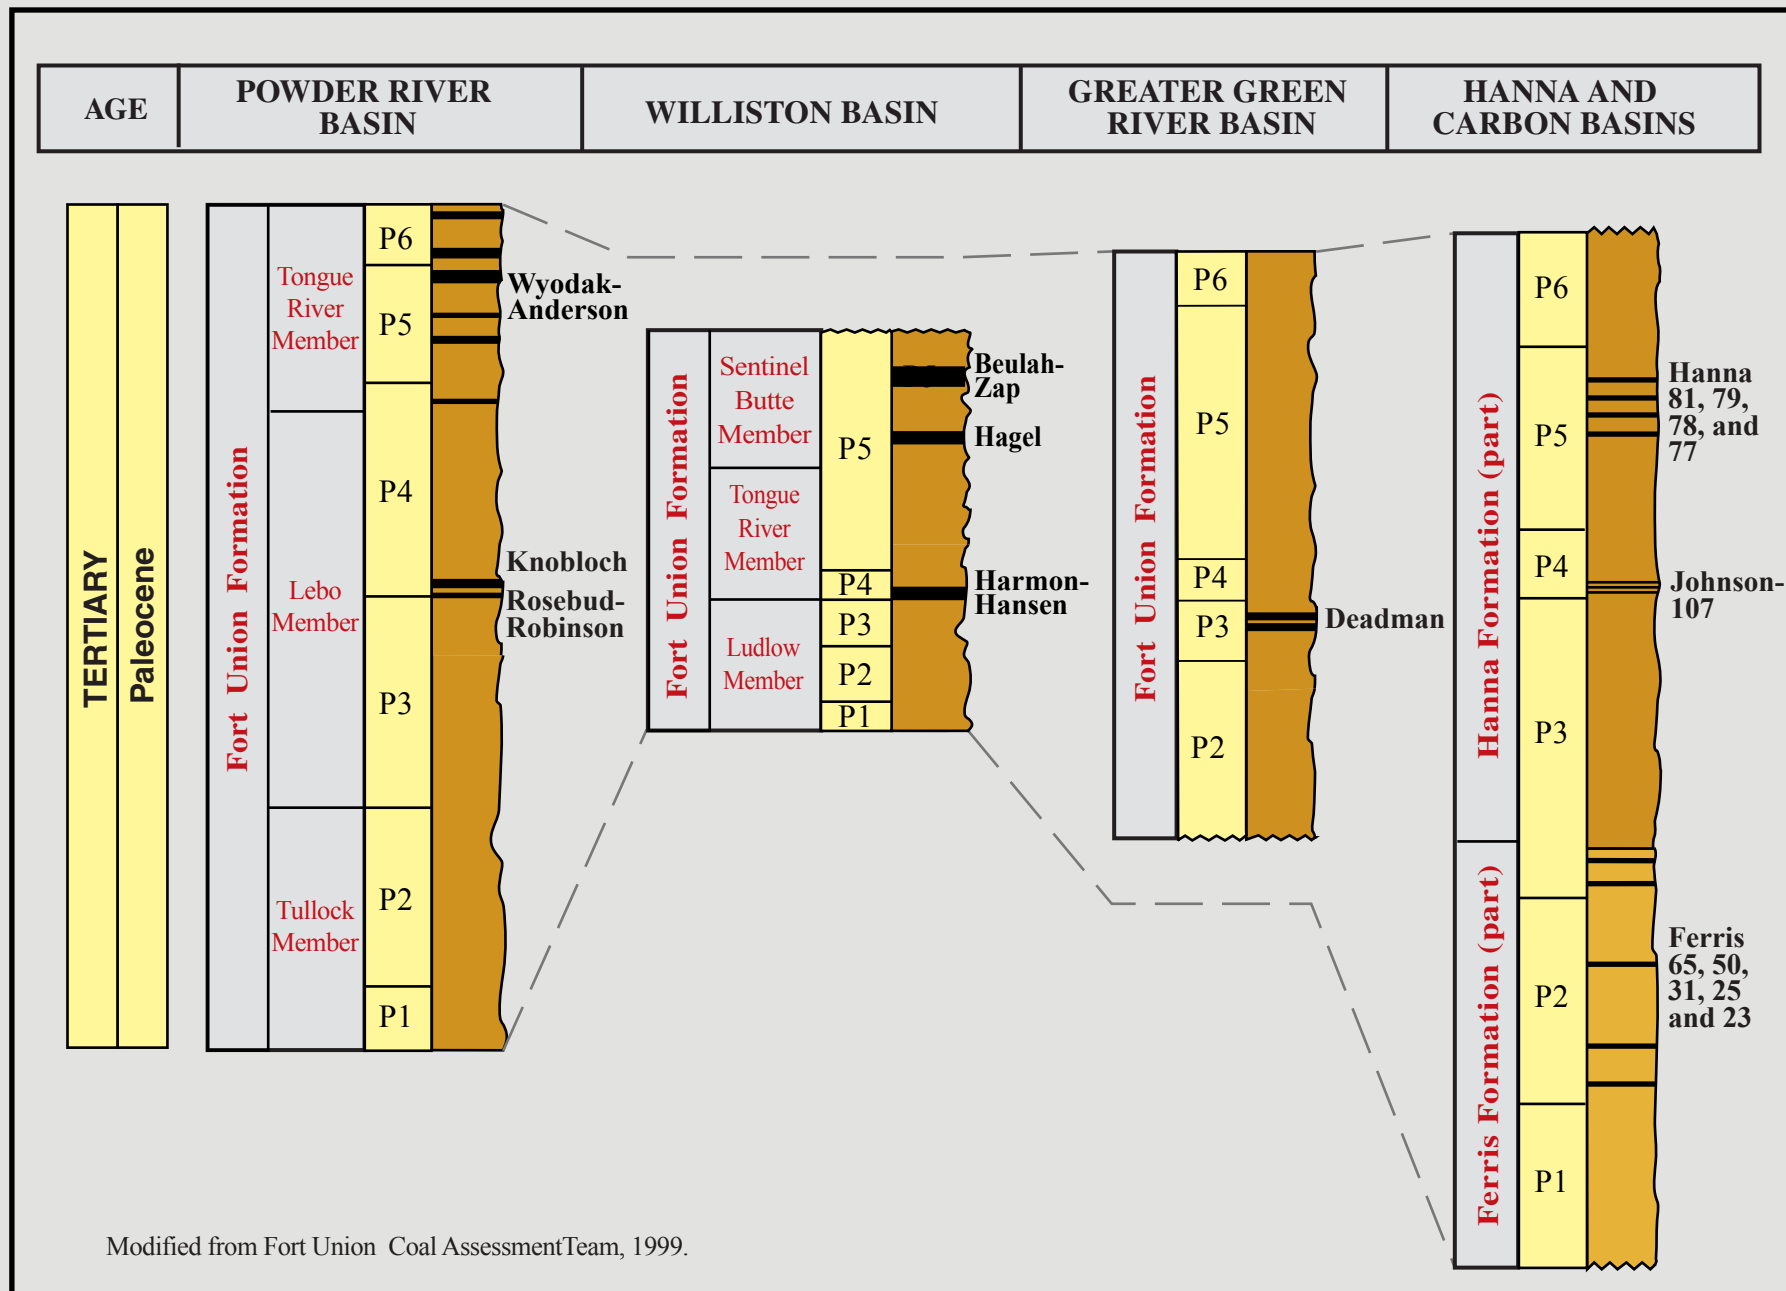 AGE
POWDER RIVER
BASIN
WILLISTON BASIN
GREATER GREEN
RIVER BASIN
HANNA AND
CARBON BASINS
TERTIARY
Paleocene
Fort Union Formation
Tongue
River
Member
Lebo
Member
Tullock
Member
P6
P5
P4
P3
P2
P1
Wyodak-
Anderson
Knobloch
Rosebud-
Robinson
Fort Union Formation
Sentinel
Butte
Member
Tongue
River
Member
Ludlow
Member
P5
P4
P3
P2
P1
Beulah-
Zap
Hagel
Harmon-
Hansen
Fort Union Formation
P6
P5
P4
P3
P2
Deadman
Hanna Formation (part)
Ferris Formation (part)
P6
P5
P4
P3
P2
P1
Hanna
81, 79,
78, and
77
Johnson-
107
Ferris
65, 50,
31, 25
and 23
Modified from Fort Union Coal AssessmentTeam, 1999.